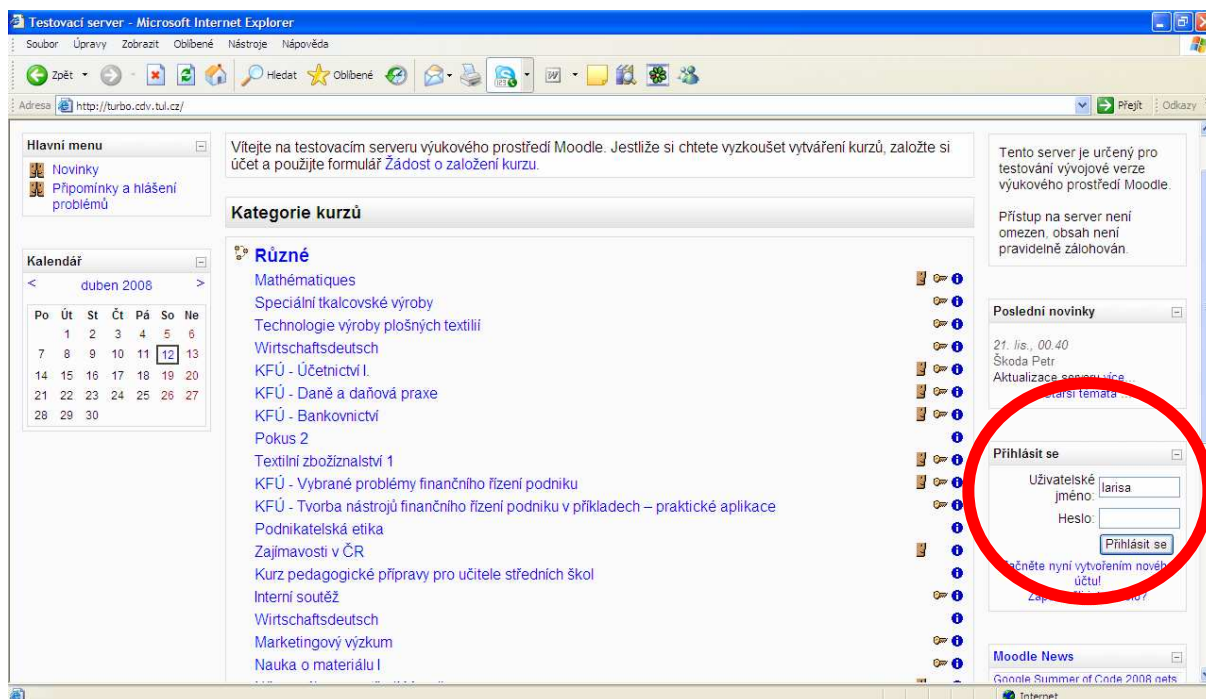 Testovací server - Microsoft Internet Explorer
Soubor Úpravy Zobrazit Oblíbené Nástroje Nápověda
Zpět Hledat Oblíbené
Adresa http://turbo.cdv.tul.cz/ Přejít Odkazy
Hlavní menu
Novinky
Připomínky a hlášení
problémů
Kalendář
< duben 2008 >
Po Út St Čt Pá So Ne
1 2 3 4 5 6
7 8 9 10 11 12 13
14 15 16 17 18 19 20
21 22 23 24 25 26 27
28 29 30
Vítejte na testovacím serveru výukového prostředí Moodle. Jestliže si chtete vyzkoušet vytváření kurzů, založte si
účet a použijte formulář Žádost o založení kurzu.
Kategorie kurzů
Různé
Mathématiques
Speciální tkalcovské výroby
Technologie výroby plošných textilií
Wirtschaftsdeutsch
KFÚ - Účetnictví I.
KFÚ - Daně a daňová praxe
KFÚ - Bankovnictví
Pokus 2
Textilní zbožíznalství 1
KFÚ - Vybrané problémy finančního řízení podniku
KFÚ - Tvorba nástrojů finančního řízení podniku v příkladech – praktické aplikace
Podnikatelská etika
Zajímavosti v ČR
Kurz pedagogické přípravy pro učitele středních škol
Interní soutěž
Wirtschaftsdeutsch
Marketingový výzkum
Nauka o materiálu I
Tento server je určený pro
testování vývojové verze
výukového prostředí Moodle.
Přístup na server není
omezen, obsah není
pravidelně zálohován.
Poslední novinky
21. lis., 00.40
Škoda Petr
Aktualizace serveru více...
Starší témata ...
Přihlásit se
Uživatelské
jméno: larisa
Heslo:
Přihlásit se
Začněte nyní vytvořením nového
účtu!
Moodle News
Google Summer of Code 2008 gets
Internet